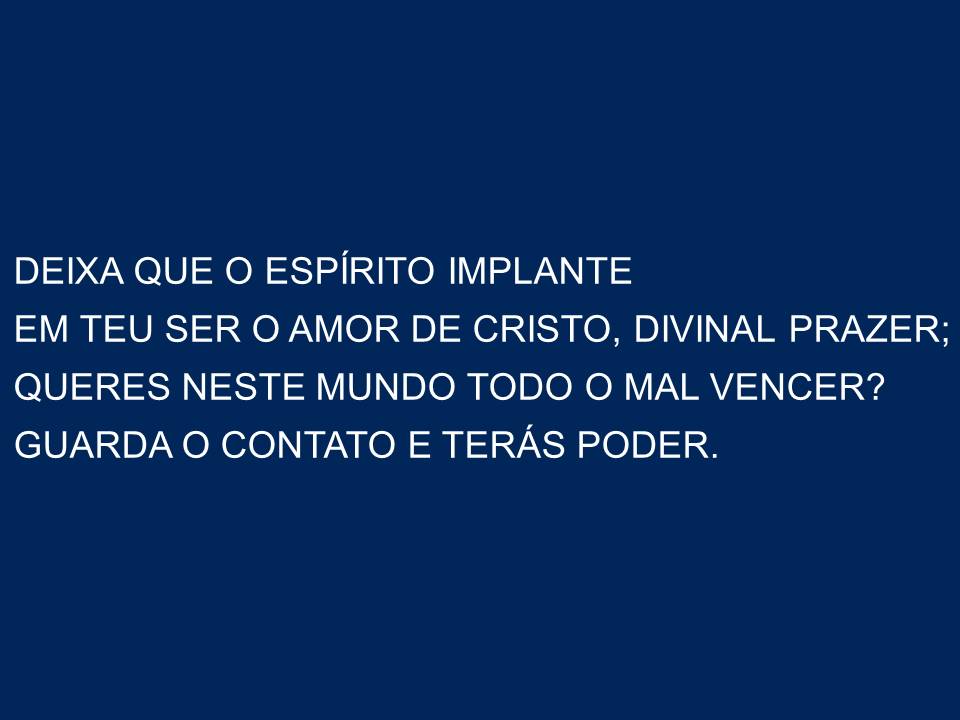 DEIXA QUE O ESPÍRITO IMPLANTE
EM TEU SER O AMOR DE CRISTO, DIVINAL PRAZER;
QUERES NESTE MUNDO TODO O MAL VENCER?
GUARDA O CONTATO E TERÁS PODER.